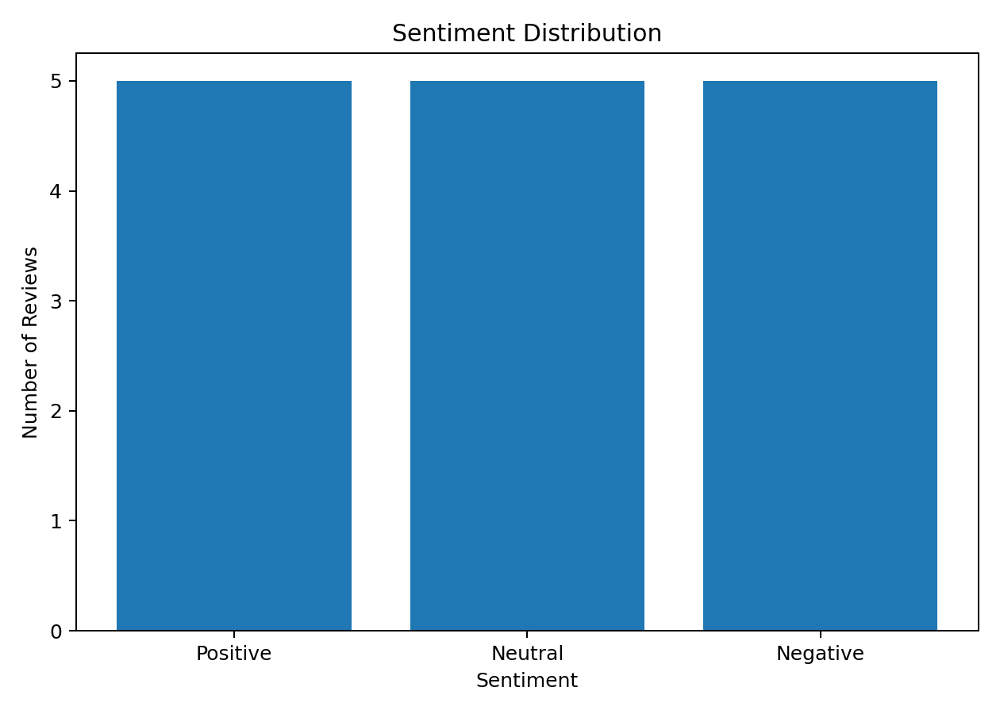 Sentiment Distribution
Number of Reviews
5
4
3
2
1
0
Positive Neutral Negative
Sentiment